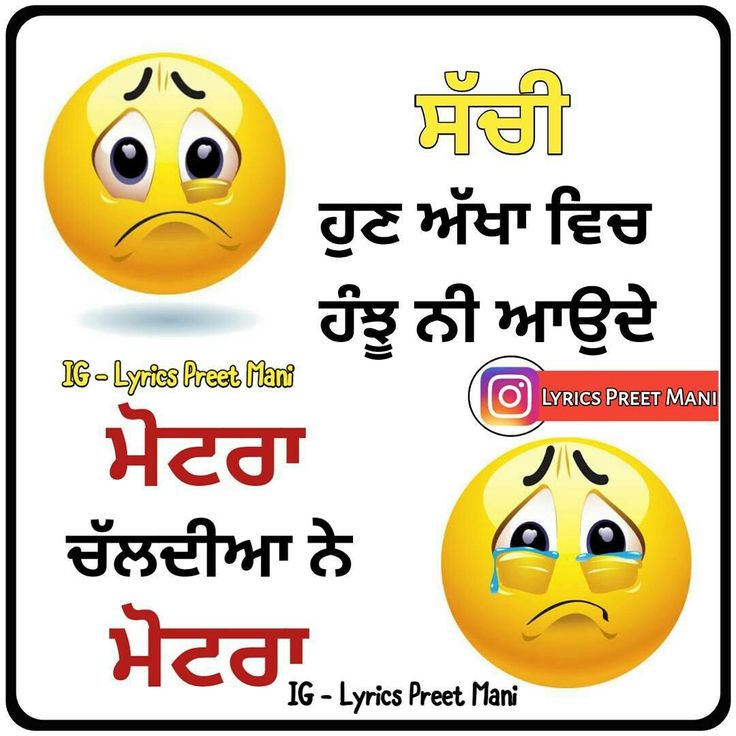 ਸੱਚੀ
ਹੁਣ ਅੱਖਾ ਵਿਚ
ਹੰਝੂ ਨੀ ਆਉਦੇ
IG - Lyrics Preet Mani
LYRICS PREET MANI
ਮੋਟਰਾ
ਚੱਲਦੀਆ ਨੇ
ਮੋਟਰਾ
IG - Lyrics Preet Mani